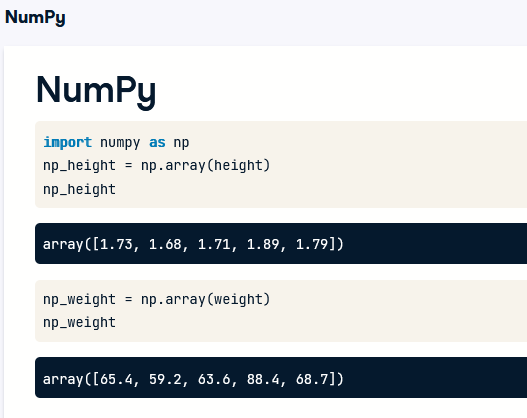 NumPy
NumPy
import numpy as np
np_height = np.array(height)
np_height
array([1.73, 1.68, 1.71, 1.89, 1.79])
np_weight = np.array(weight)
np_weight
array([65.4, 59.2, 63.6, 88.4, 68.7])